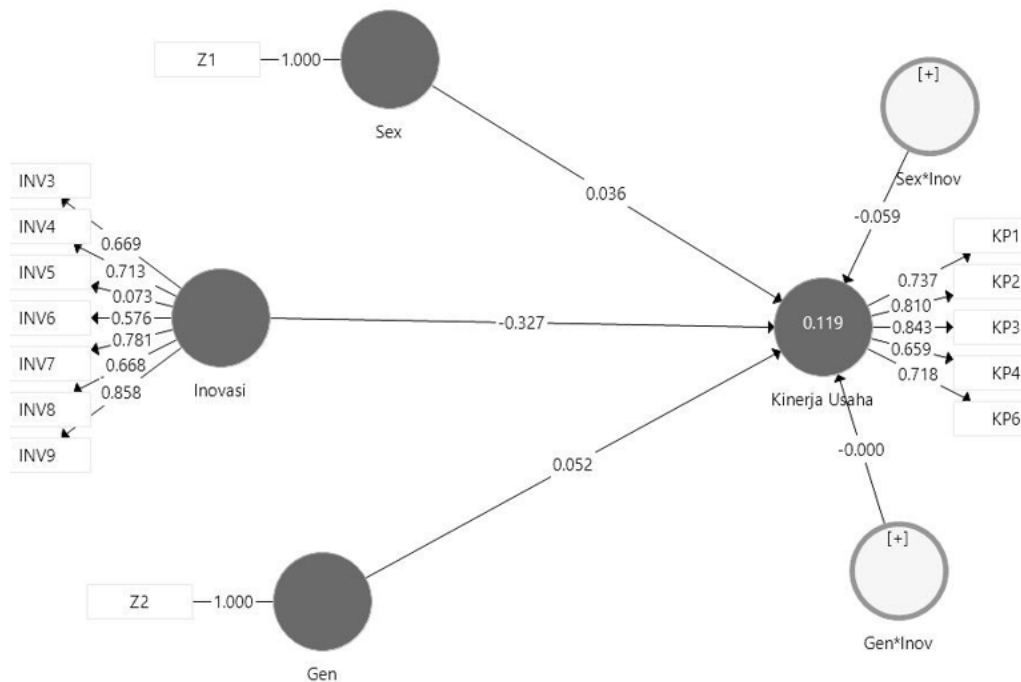 Z1
1.000
Sex
[+]
Sex*Inov
0.036
-0.059
INV3
INV4
INV5
INV6
INV7
INV8
INV9
0.669
0.713
0.073
0.576
0.781
0.668
0.858
Inovasi
-0.327
0.119
Kinerja Usaha
0.737
0.810
0.843
0.659
0.718
KP1
KP2
KP3
KP4
KP6
0.052
-0.000
Z2
1.000
Gen
[+]
Gen*Inov